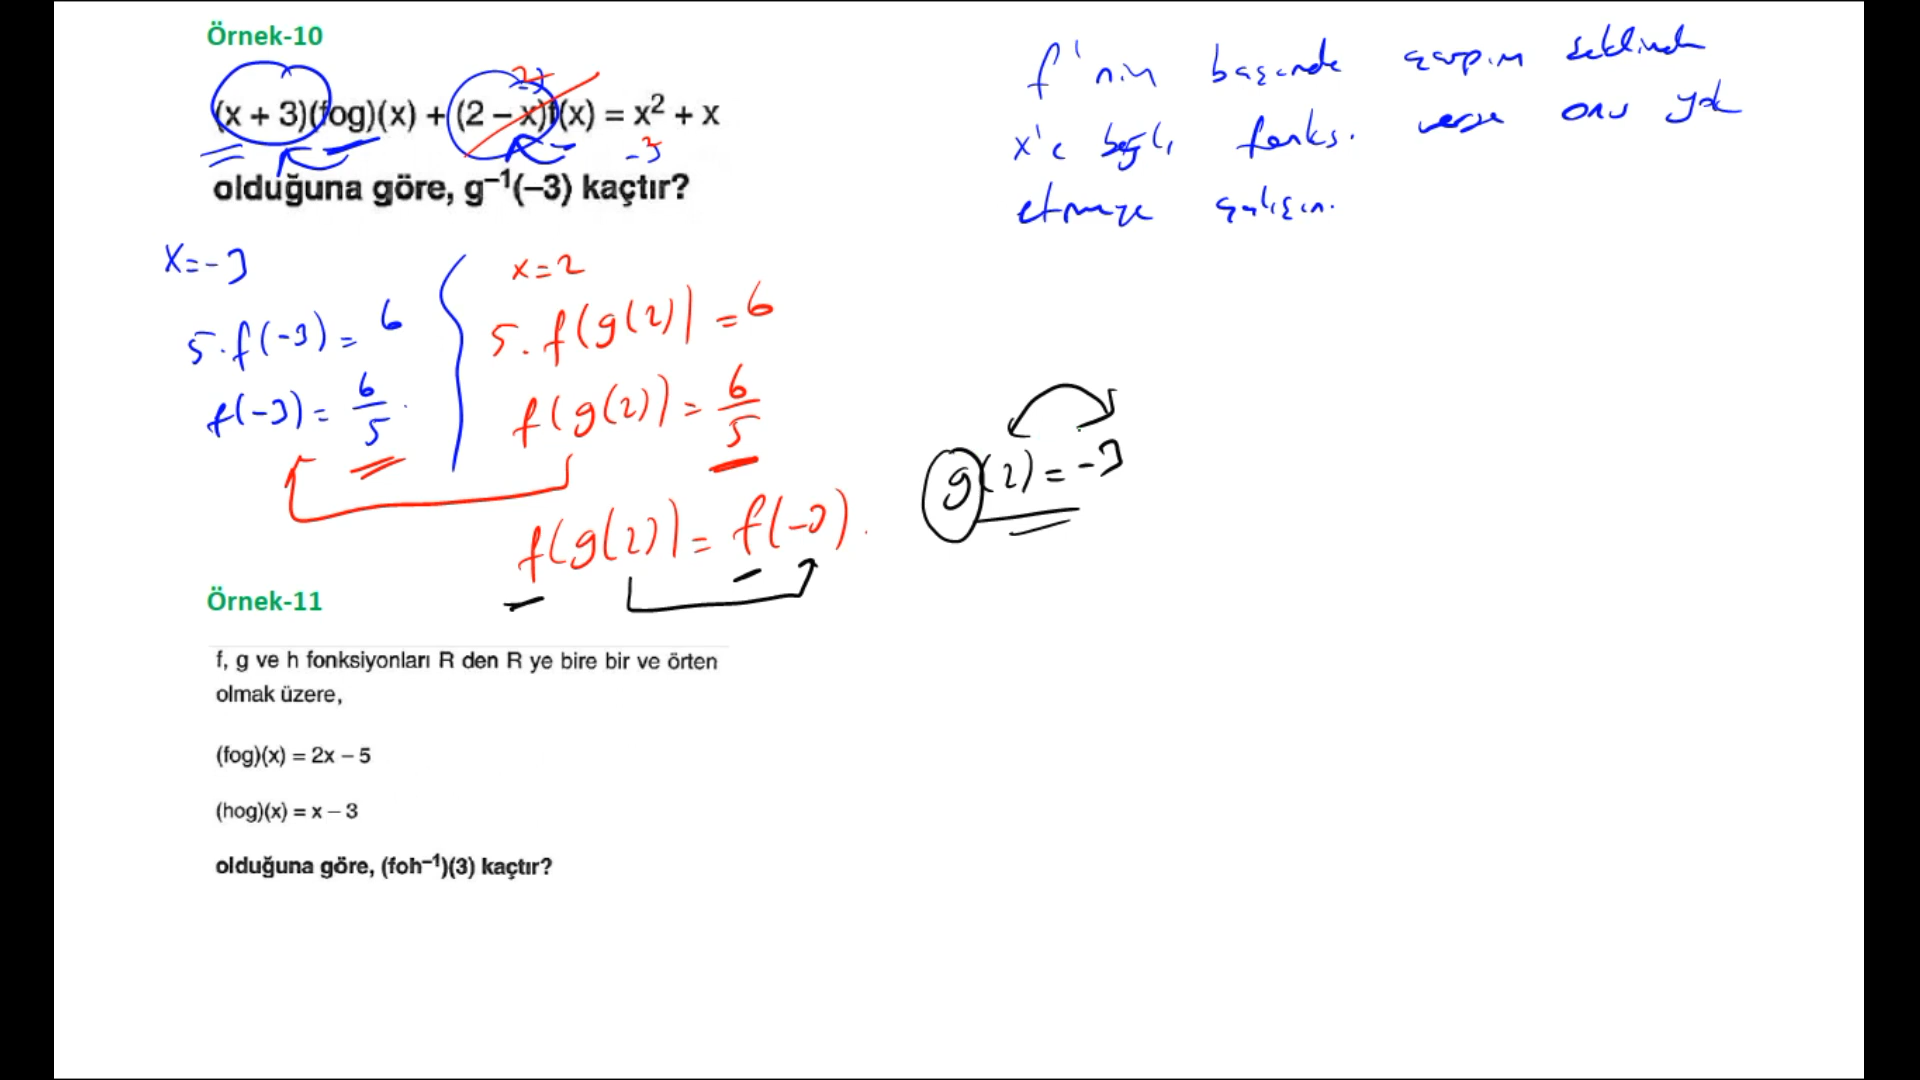 Örnek-10
(x + 3)(fog)(x) + (2 – x)f(x) = x² + x
-3
olduğuna göre, g⁻¹(–3) kaçtır?
f'nin başında çarpım şeklinde
x'e bağlı fonks. varsa onu yok
etmeye çalışın.
x=-3
5.f(-3) = 6
f(-3) = 6/5
x=2
5.f(g(2)) = 6
f(g(2)) = 6/5
f(g(2)) = f(-3).
g(2) = -3
Örnek-11
f, g ve h fonksiyonları R den R ye bire bir ve örten
olmak üzere,
(fog)(x) = 2x – 5
(hog)(x) = x – 3
olduğuna göre, (foh⁻¹)(3) kaçtır?